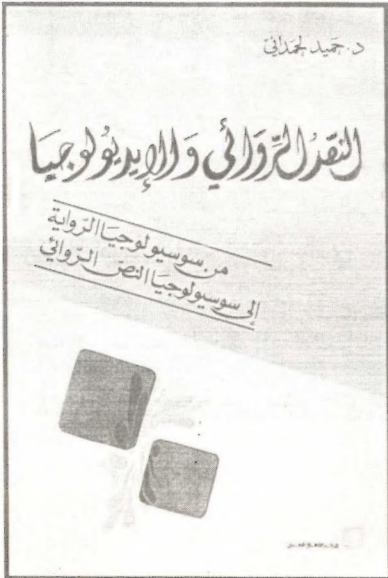 د. حميد لحمداني
النقد الروائي والإيديولوجيا
من سوسيولوجيا الرواية
إلى سوسيولوجيا النص الروائي